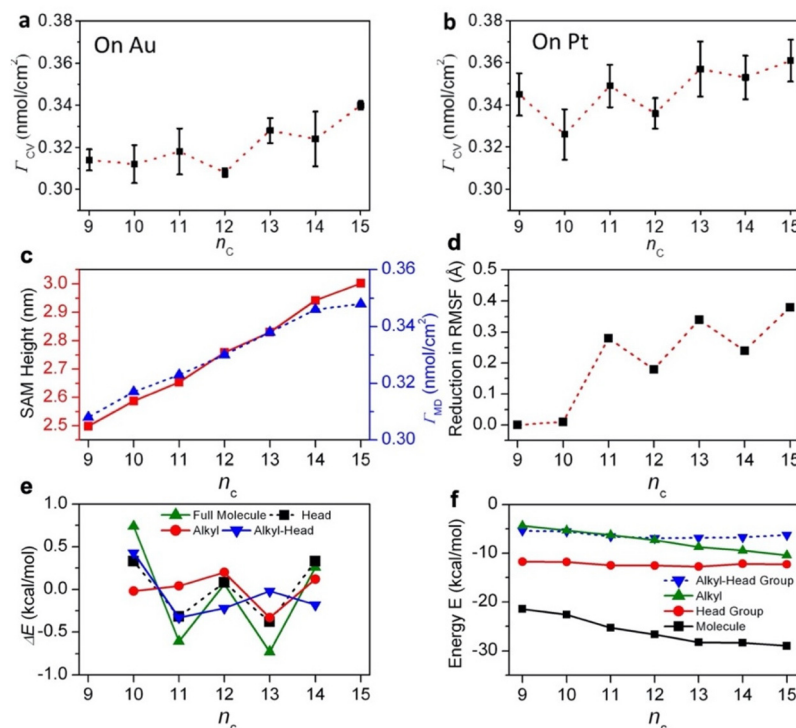 a
On Au
Γ_CV (nmol/cm²)
0.38
0.36
0.34
0.32
0.30
9 10 11 12 13 14 15
n_C
b
On Pt
Γ_CV (nmol/cm²)
0.38
0.36
0.34
0.32
0.30
9 10 11 12 13 14 15
n_C
c
SAM Height (nm)
3.0
2.9
2.8
2.7
2.6
2.5
0.36
0.34
0.32
0.30
Γ_MD (nmol/cm²)
9 10 11 12 13 14 15
n_c
d
Reduction in RMSF (Å)
0.5
0.4
0.3
0.2
0.1
0.0
9 10 11 12 13 14 15
n_c
e
Full Molecule Head
Alkyl Alkyl-Head
ΔE (kcal/mol)
1.0
0.5
0.0
-0.5
-1.0
9 10 11 12 13 14 15
n_c
f
Energy E (kcal/mol)
0
-10
-20
-30
Alkyl-Head Group
Alkyl
Head Group
Molecule
9 10 11 12 13 14 15
n_c